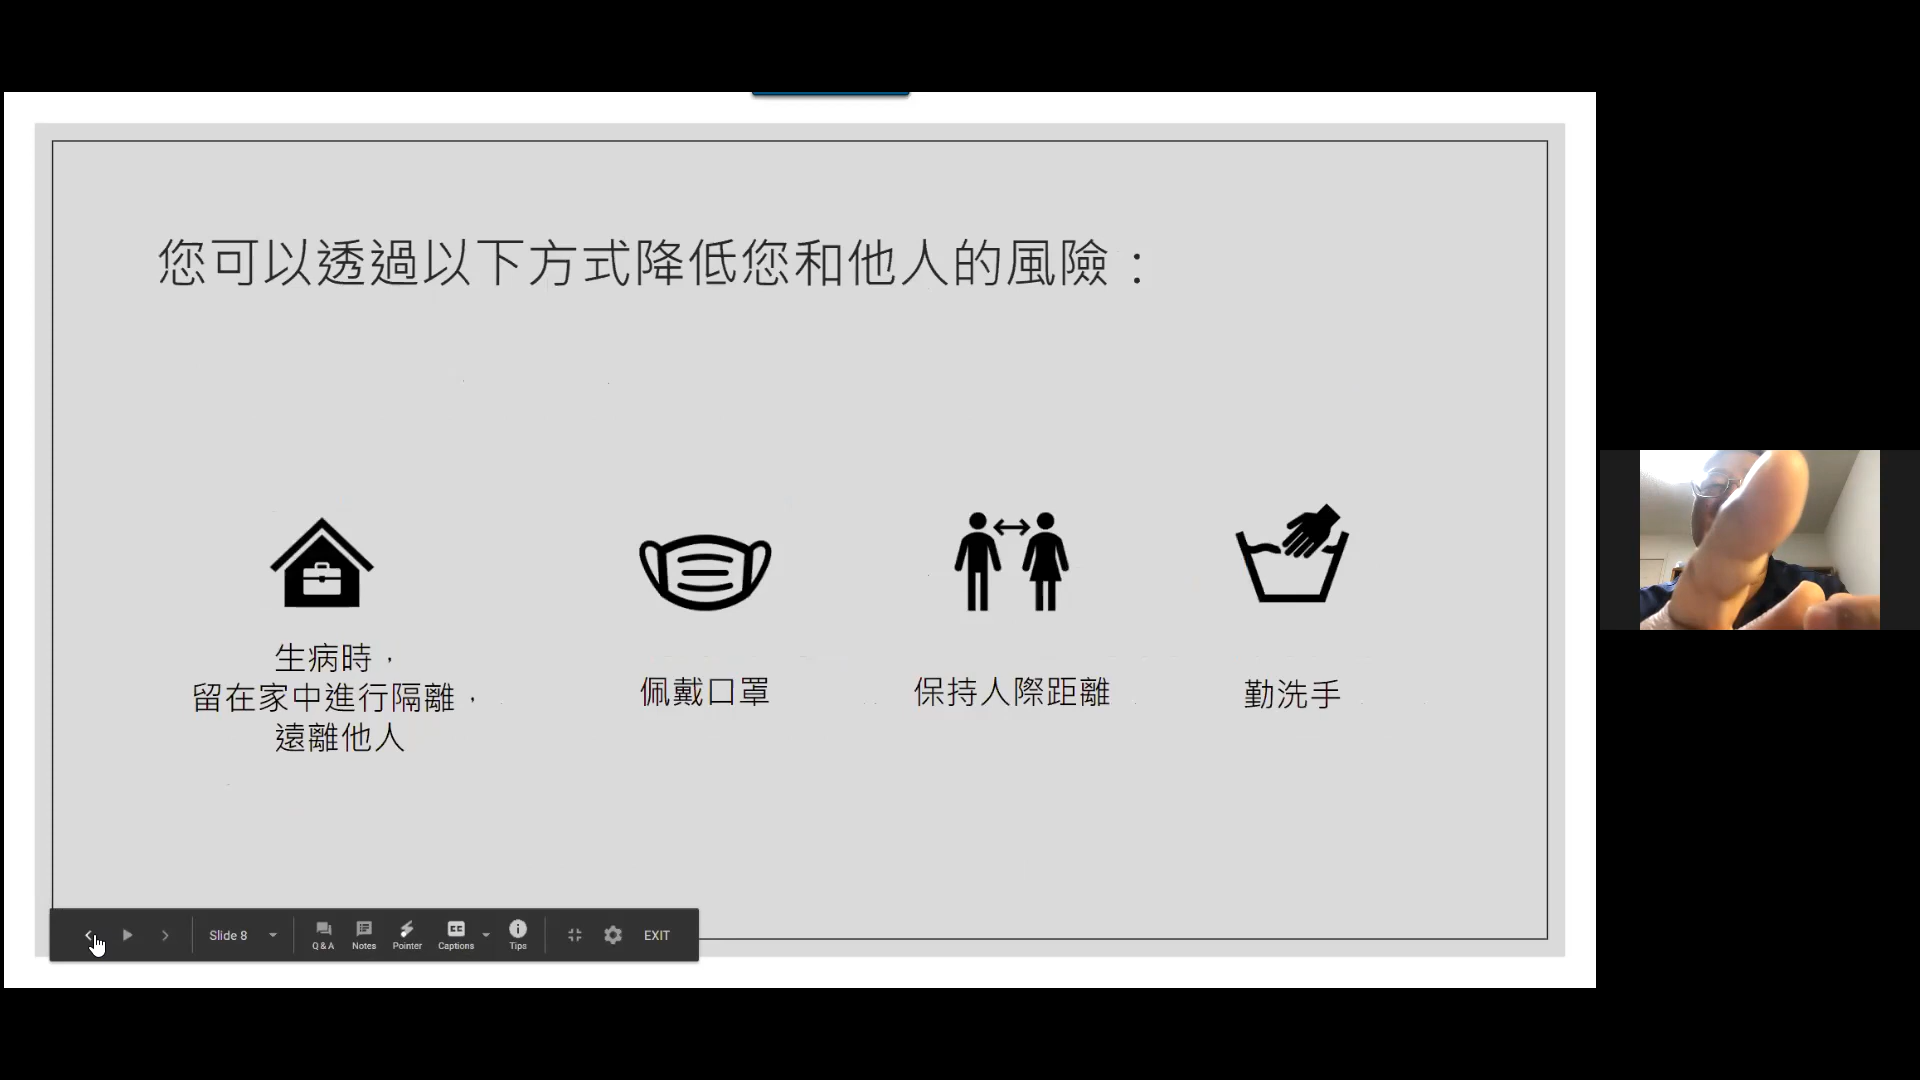 您可以透過以下方式降低您和他人的風險：
生病時，
留在家中進行隔離，
遠離他人
佩戴口罩
保持人際距離
勤洗手
Slide 8
Q & A
Notes
Pointer
CC
Captions
Tips
EXIT